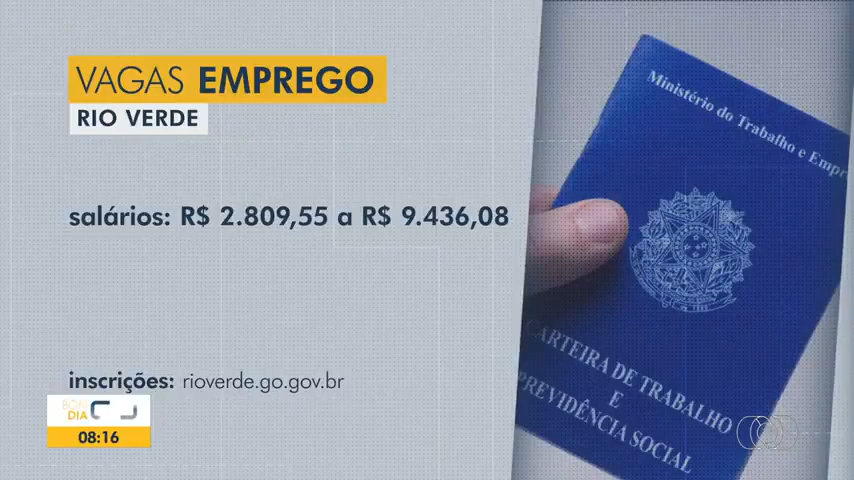 VAGAS EMPREGO
RIO VERDE
salários: R$ 2.809,55 a R$ 9.436,08
inscrições: rioverde.go.gov.br
BOM
DIA
08:16
Ministério do Trabalho e Empr
CARTEIRA DE TRABALHO
E
PREVIDÊNCIA SOCIAL